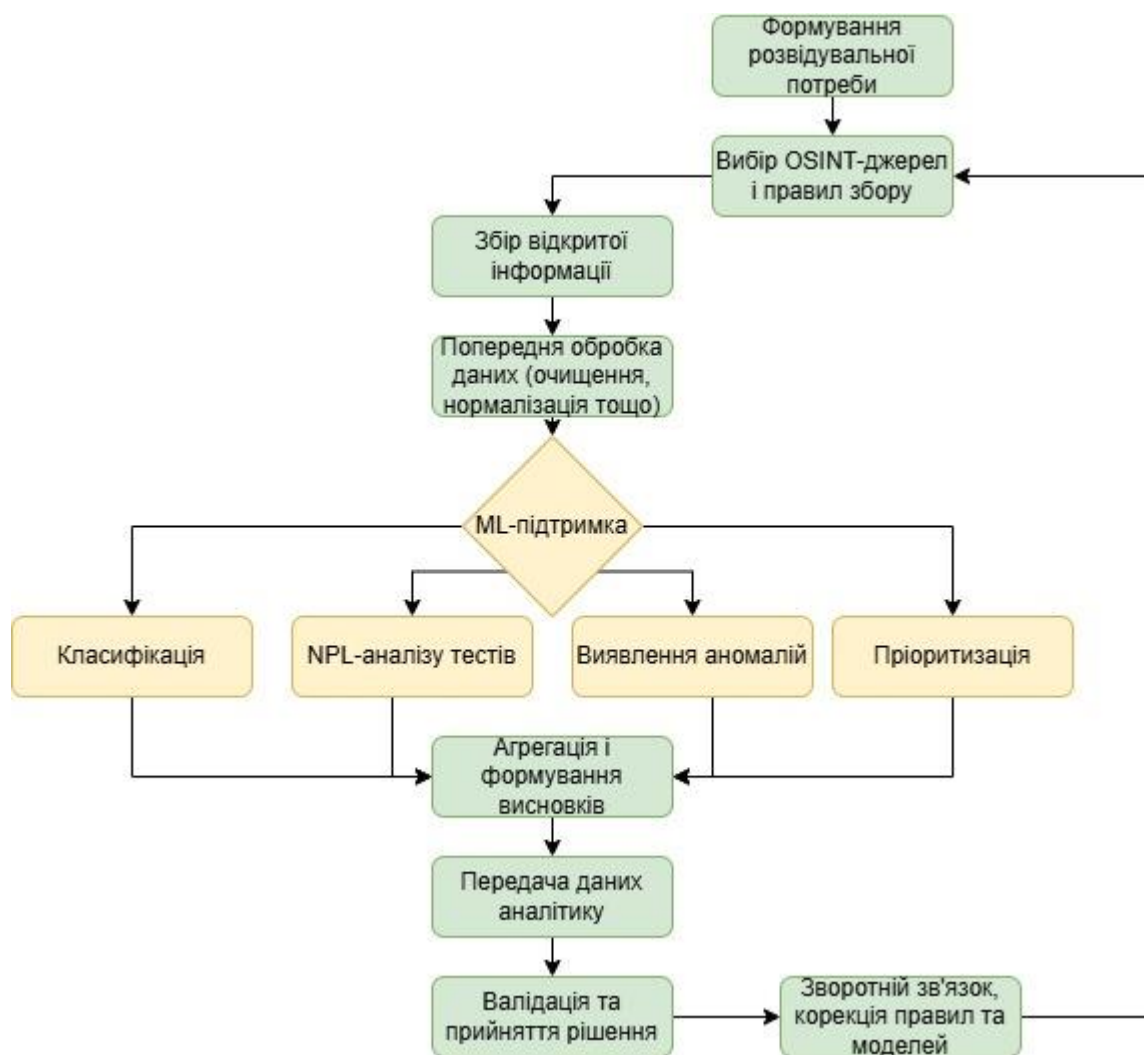 Формування
розвідувальної
потреби
Вибір OSINT-джерел
і правил збору
Збір відкритої
інформації
Попередня обробка
даних (очищення,
нормалізація тощо)
ML-підтримка
Класифікація
NPL-аналізу тестів
Виявлення аномалій
Пріоритизація
Агрегація і
формування
висновків
Передача даних
аналітику
Валідація та
прийняття рішення
Зворотній зв'язок,
корекція правил та
моделей